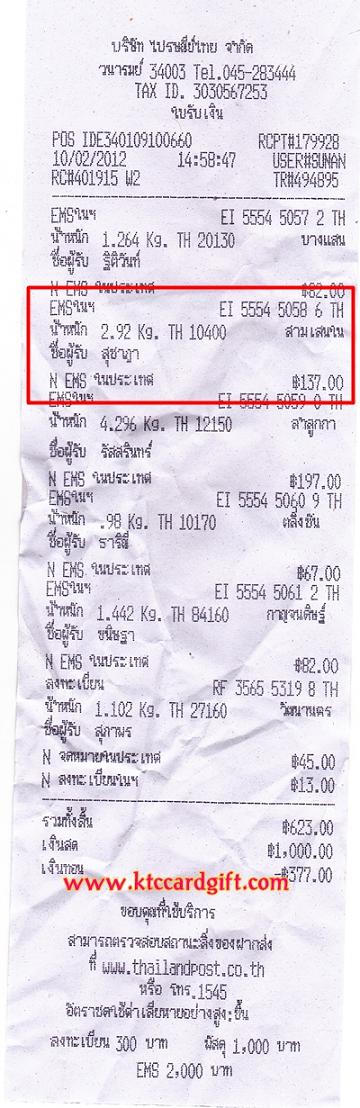 บริษัท ไปรษณีย์ไทย จำกัด
วนารมย์ 34003 Tel.045-283444
TAX ID. 3030567253
ใบรับเงิน
POS IDE340109100660 RCPT#179928
10/02/2012 14:58:47 USER#SUNAN
RC#401915 W2 TR#494895
EMSในฯ EI 5554 5057 2 TH
น้ำหนัก 1.264 Kg. TH 20130 บางแสน
ชื่อผู้รับ ฐิติวันท์
N EMS ในประเทศ ฿82.00
EMSในฯ EI 5554 5058 6 TH
น้ำหนัก 2.92 Kg. TH 10400 สามเสนใน
ชื่อผู้รับ สุชาฎา
N EMS ในประเทศ ฿137.00
EMSในฯ EI 5554 5059 0 TH
น้ำหนัก 4.296 Kg. TH 12150 ลำลูกกา
ชื่อผู้รับ รัสสรินทร์
N EMS ในประเทศ ฿197.00
EMSในฯ EI 5554 5060 9 TH
น้ำหนัก .98 Kg. TH 10170 ตลิ่งชัน
ชื่อผู้รับ ธาริธี่
N EMS ในประเทศ ฿67.00
EMSในฯ EI 5554 5061 2 TH
น้ำหนัก 1.442 Kg. TH 84160 กาญจนดิษฐ์
ชื่อผู้รับ ขนิษฐา
N EMS ในประเทศ ฿82.00
ลงทะเบียน RF 3565 5319 8 TH
น้ำหนัก 1.102 Kg. TH 27160 วังนานคร
ชื่อผู้รับ สุภาพร
N จดหมายในประเทศ ฿45.00
N ลงทะเบียนในฯ ฿13.00
รวมทั้งสิ้น ฿623.00
เงินสด ฿1,000.00
เงินทอน -฿377.00
www.ktccardgift.com
ขอบคุณที่ใช้บริการ
สามารถตรวจสอบสถานะสิ่งของฝากส่ง
ที่ www.thailandpost.co.th
หรือ โทร.1545
อัตราชดใช้ค่าเสียหายอย่างสูง:ชิ้น
ลงทะเบียน 300 บาท พัสดุ 1,000 บาท
EMS 2,000 บาท